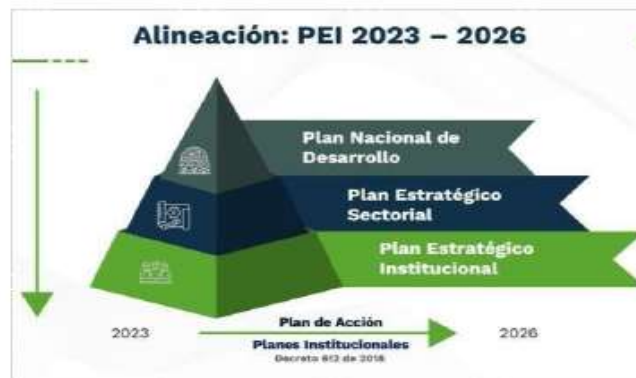 Alineación: PEI 2023 – 2026
Plan Nacional de
Desarrollo
Plan Estratégico
Sectorial
Plan Estratégico
Institucional
2023
Plan de Acción
2026
Planes Institucionales
Decreto 612 de 2018